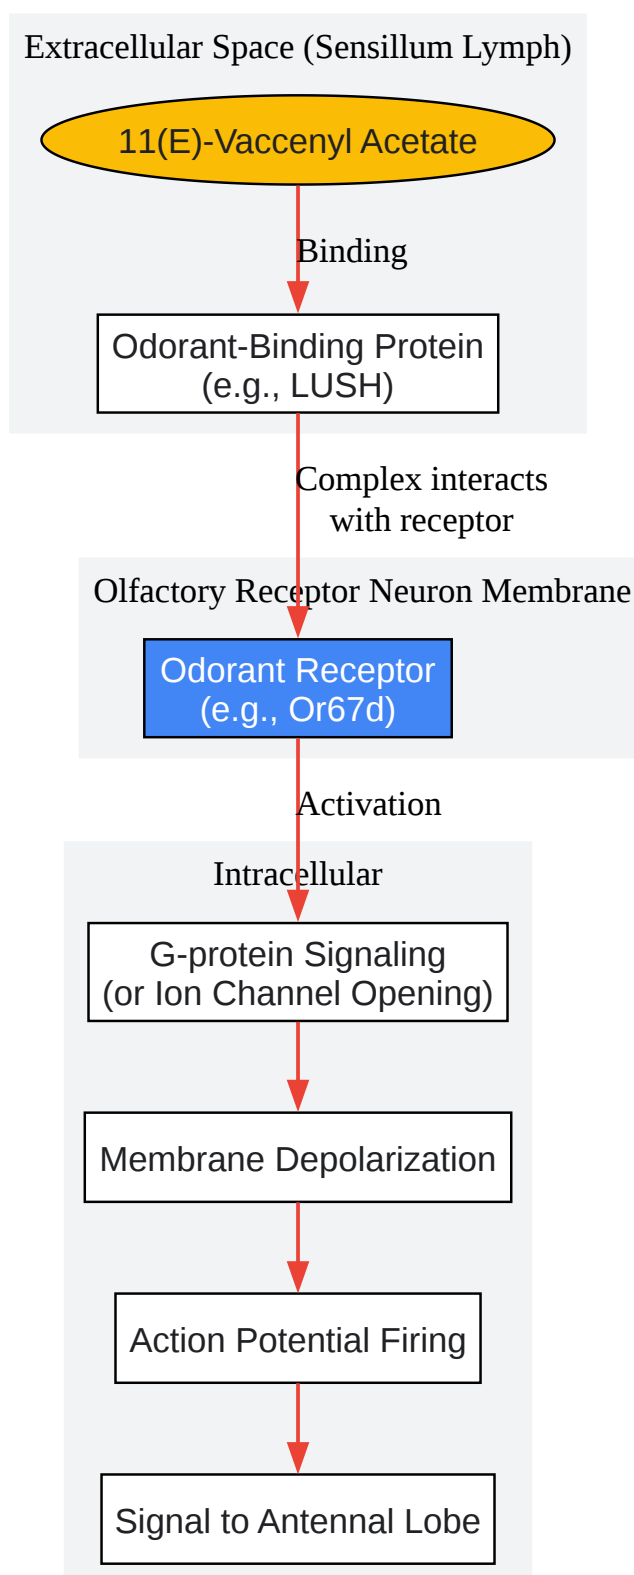 Extracellular Space (Sensillum Lymph)
11(E)-Vaccenyl Acetate
Binding
Odorant-Binding Protein
(e.g., LUSH)
Complex interacts
with receptor
Olfactory Receptor Neuron Membrane
Odorant Receptor
(e.g., Or67d)
Activation
Intracellular
G-protein Signaling
(or Ion Channel Opening)
Membrane Depolarization
Action Potential Firing
Signal to Antennal Lobe